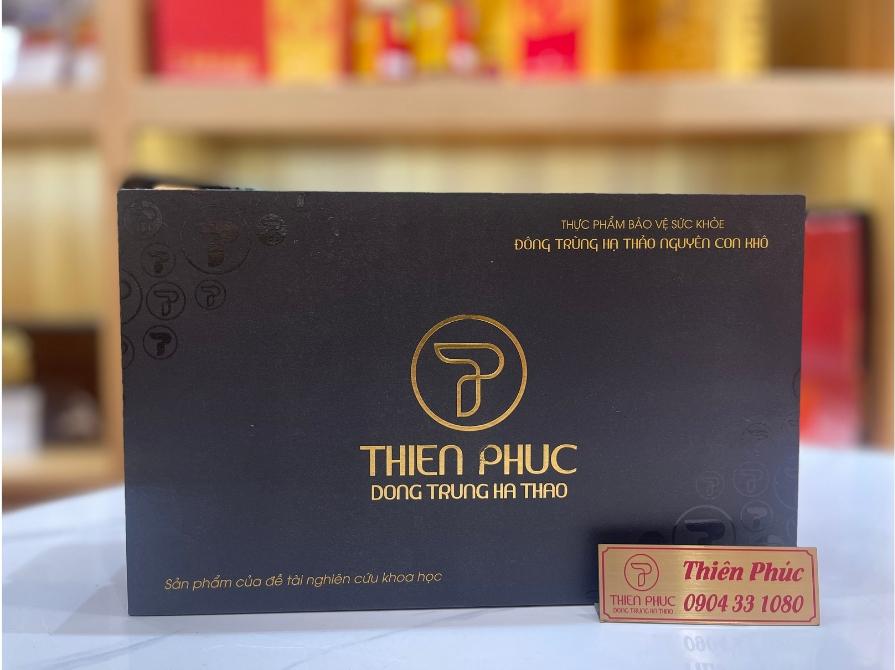 THỰC PHẨM BẢO VỆ SỨC KHỎE
ĐÔNG TRÙNG HẠ THẢO NGUYÊN CON KHÔ
THIEN PHUC
DONG TRUNG HA THAO
Sản phẩm của đề tài nghiên cứu khoa học
THIEN PHUC
DONG TRUNG HA THAO
Thiên Phúc
0904 33 1080